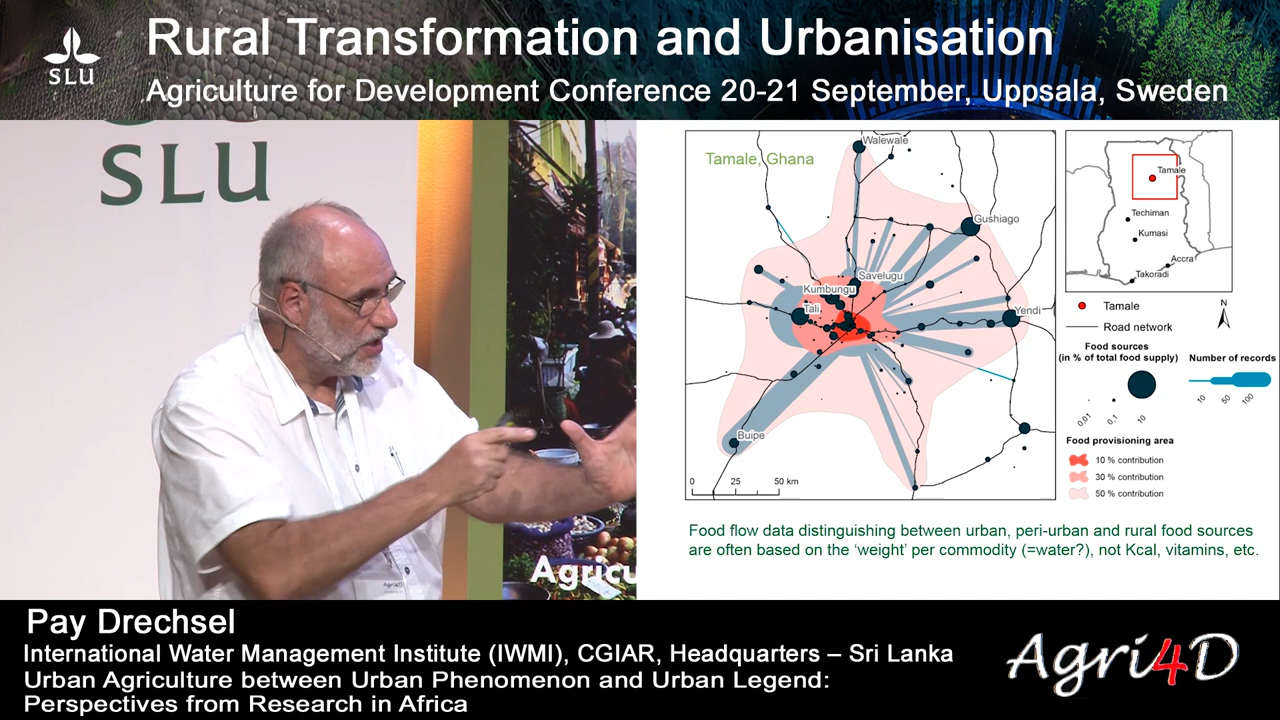 SLU
Rural Transformation and Urbanisation
Agriculture for Development Conference 20-21 September, Uppsala, Sweden
SLU
Agricu
Tamale, Ghana
Walewale
Gushiago
Savelugu
Kumbungu
Tali
Yendi
Buipe
0 25 50 km
Tamale
Techiman
Kumasi
Accra
Takoradi
Tamale
N
Road network
Food sources
(in % of total food supply)
Number of records
0,01 0,1 10
10 50 100
Food provisioning area
10 % contribution
30 % contribution
50 % contribution
Food flow data distinguishing between urban, peri-urban and rural food sources
are often based on the ‘weight’ per commodity (=water?), not Kcal, vitamins, etc.
Pay Drechsel
International Water Management Institute (IWMI), CGIAR, Headquarters – Sri Lanka
Urban Agriculture between Urban Phenomenon and Urban Legend:
Perspectives from Research in Africa
Agri4D